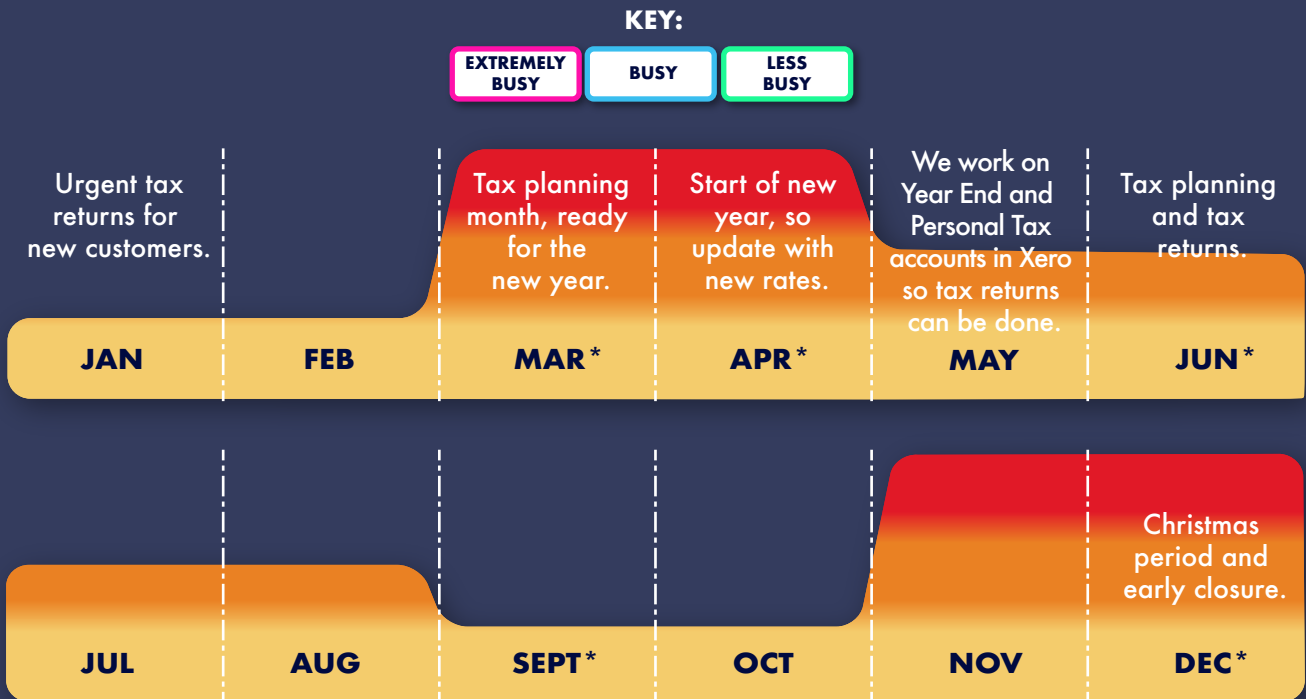 KEY:
EXTREMELY
BUSY
BUSY
LESS
BUSY
Urgent tax
returns for
new customers.
Tax planning
month, ready
for the
new year.
Start of new
year, so
update with
new rates.
We work on
Year End and
Personal Tax
accounts in Xero
so tax returns
can be done.
Tax planning
and tax
returns.
JAN
FEB
MAR*
APR*
MAY
JUN*
Christmas
period and
early closure.
JUL
AUG
SEPT*
OCT
NOV
DEC*